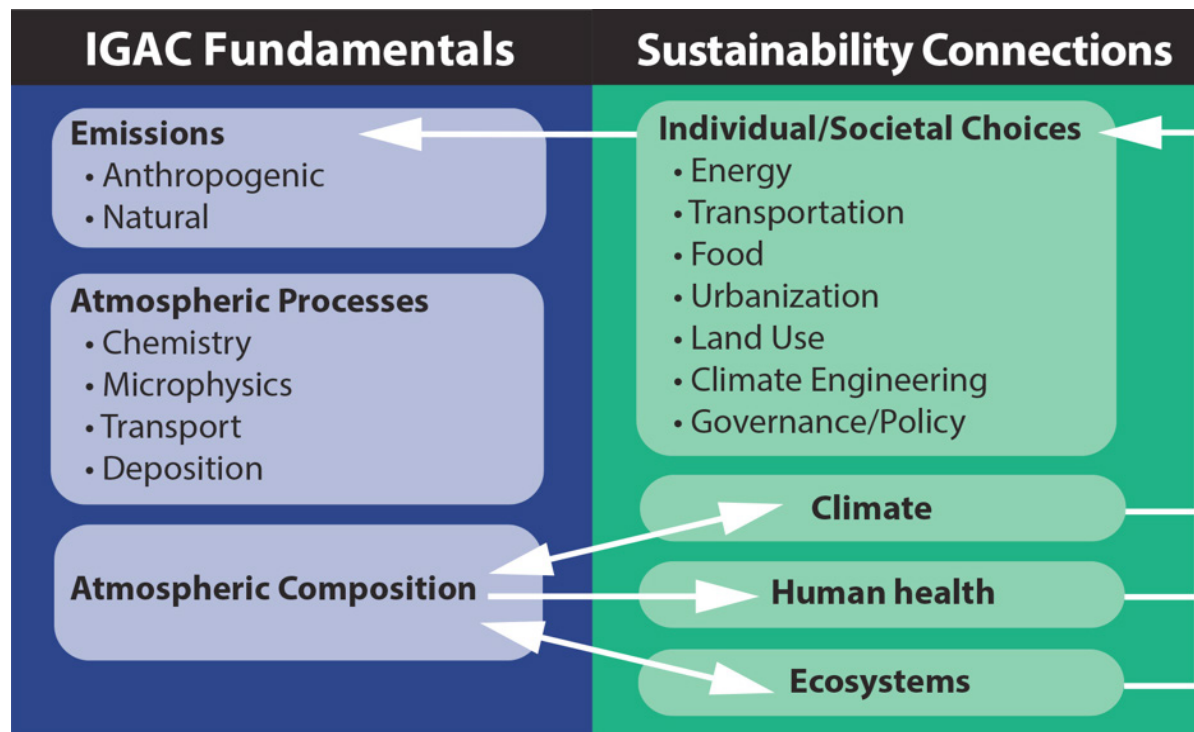 IGAC Fundamentals
Emissions
• Anthropogenic
• Natural
Atmospheric Processes
• Chemistry
• Microphysics
• Transport
• Deposition
Atmospheric Composition
Sustainability Connections
Individual/Societal Choices
• Energy
• Transportation
• Food
• Urbanization
• Land Use
• Climate Engineering
• Governance/Policy
Climate
Human health
Ecosystems